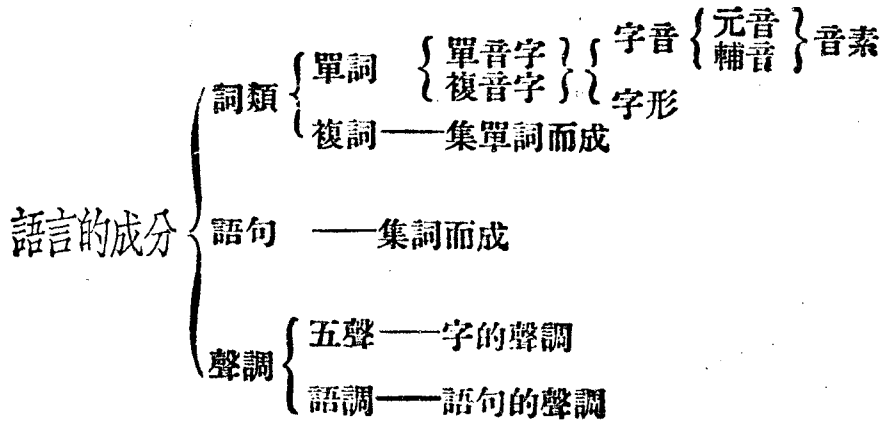 語言的成分
詞類
單詞
單音字
複音字
字音
元音
輔音
音素
字形
複詞——集單詞而成
語句——集詞而成
聲調
五聲——字的聲調
語調——語句的聲調